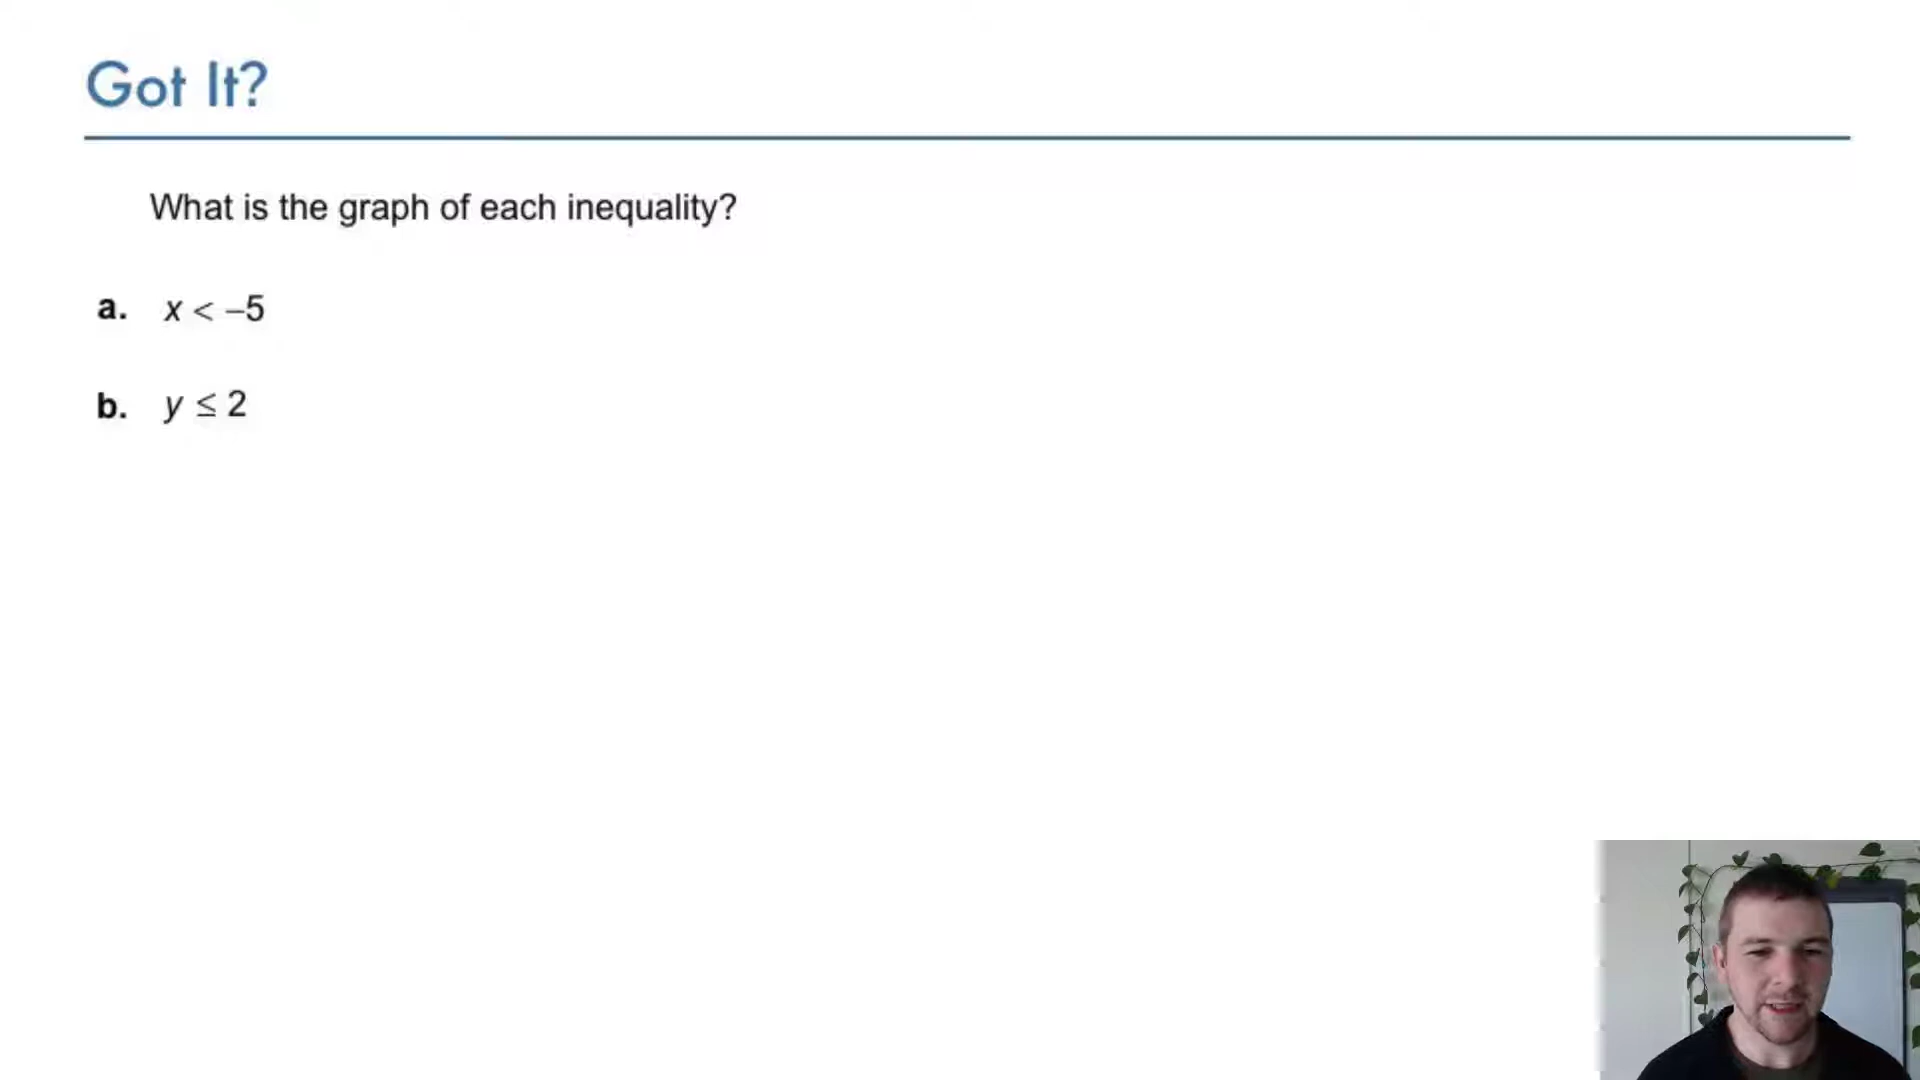 Got It?
What is the graph of each inequality?
a. x < –5
b. y ≤ 2